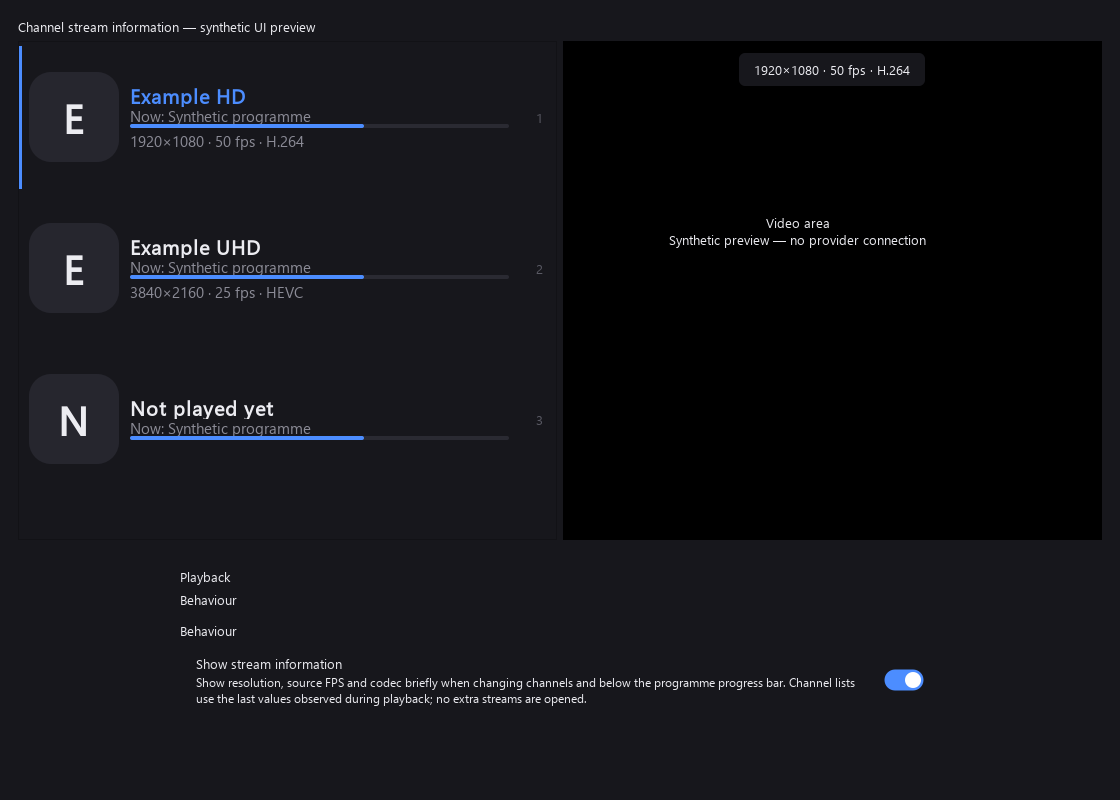 Channel stream information — synthetic UI preview
E
Example HD
Now: Synthetic programme
1920×1080 · 50 fps · H.264
1
E
Example UHD
Now: Synthetic programme
3840×2160 · 25 fps · HEVC
2
N
Not played yet
Now: Synthetic programme
3
1920×1080 · 50 fps · H.264
Video area
Synthetic preview — no provider connection
Playback
Behaviour
Behaviour
Show stream information
Show resolution, source FPS and codec briefly when changing channels and below the programme progress bar. Channel lists
use the last values observed during playback; no extra streams are opened.